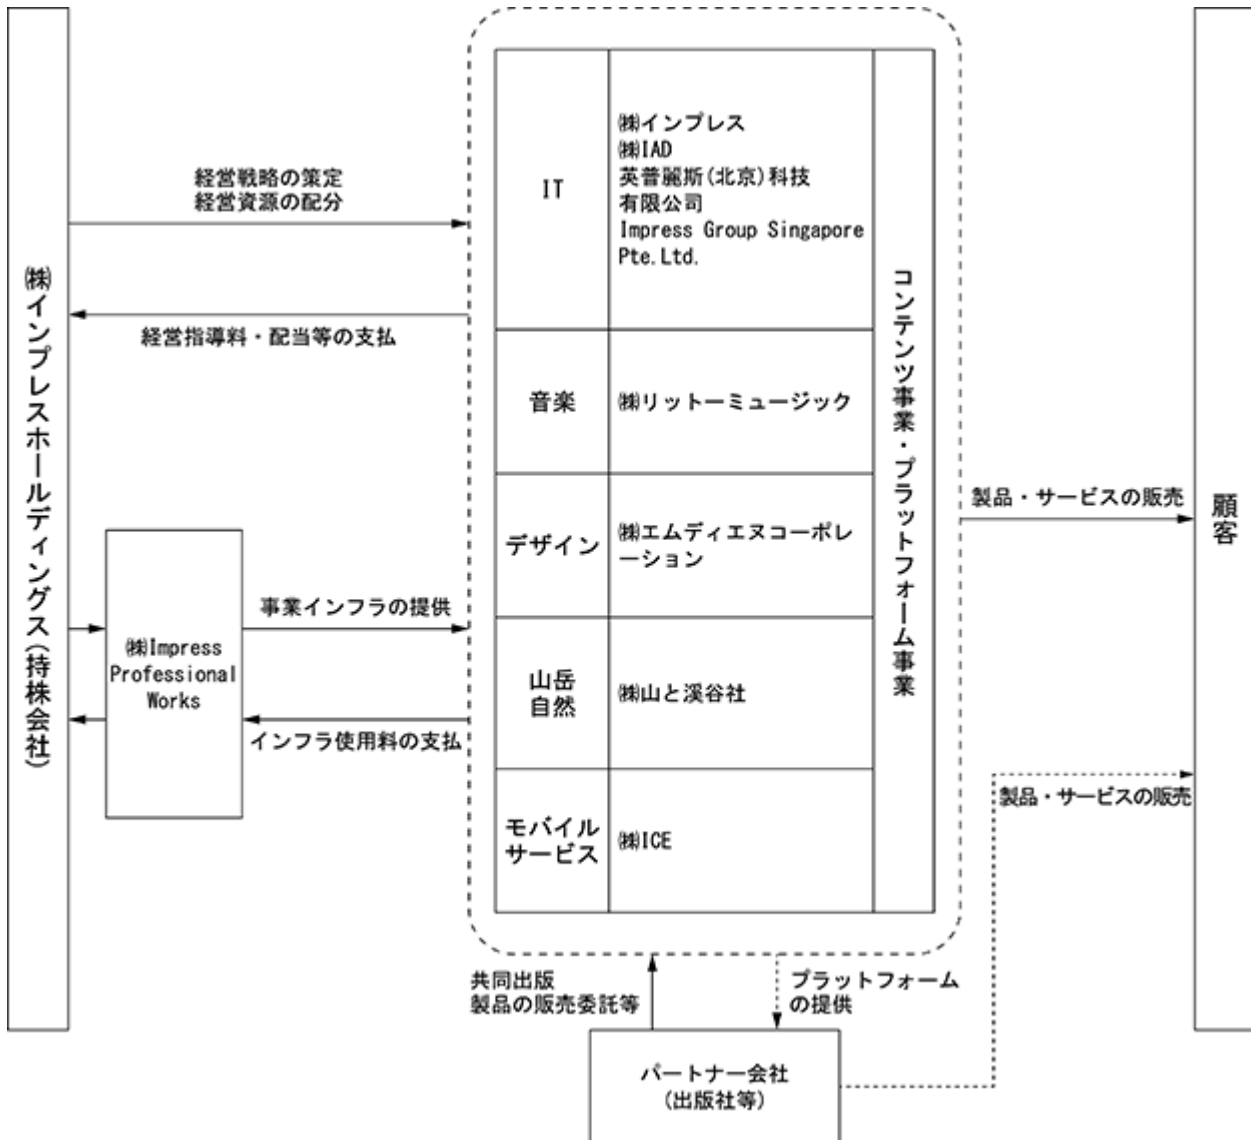 ㈱インプレスホールディングス(持株会社)
経営戦略の策定
経営資源の配分
経営指導料・配当等の支払
㈱Impress
Professional
Works
事業インフラの提供
インフラ使用料の支払
IT
㈱インプレス
㈱IAD
英普麗斯(北京)科技
有限公司
Impress Group Singapore
Pte.Ltd.
音楽
㈱リットーミュージック
デザイン
㈱エムディエヌコーポレ
ーション
山岳
自然
㈱山と溪谷社
モバイル
サービス
㈱ICE
コンテンツ事業・プラットフォーム事業
製品・サービスの販売
製品・サービスの販売
顧客
共同出版
製品の販売委託等
プラットフォーム
の提供
パートナー会社
(出版社等)